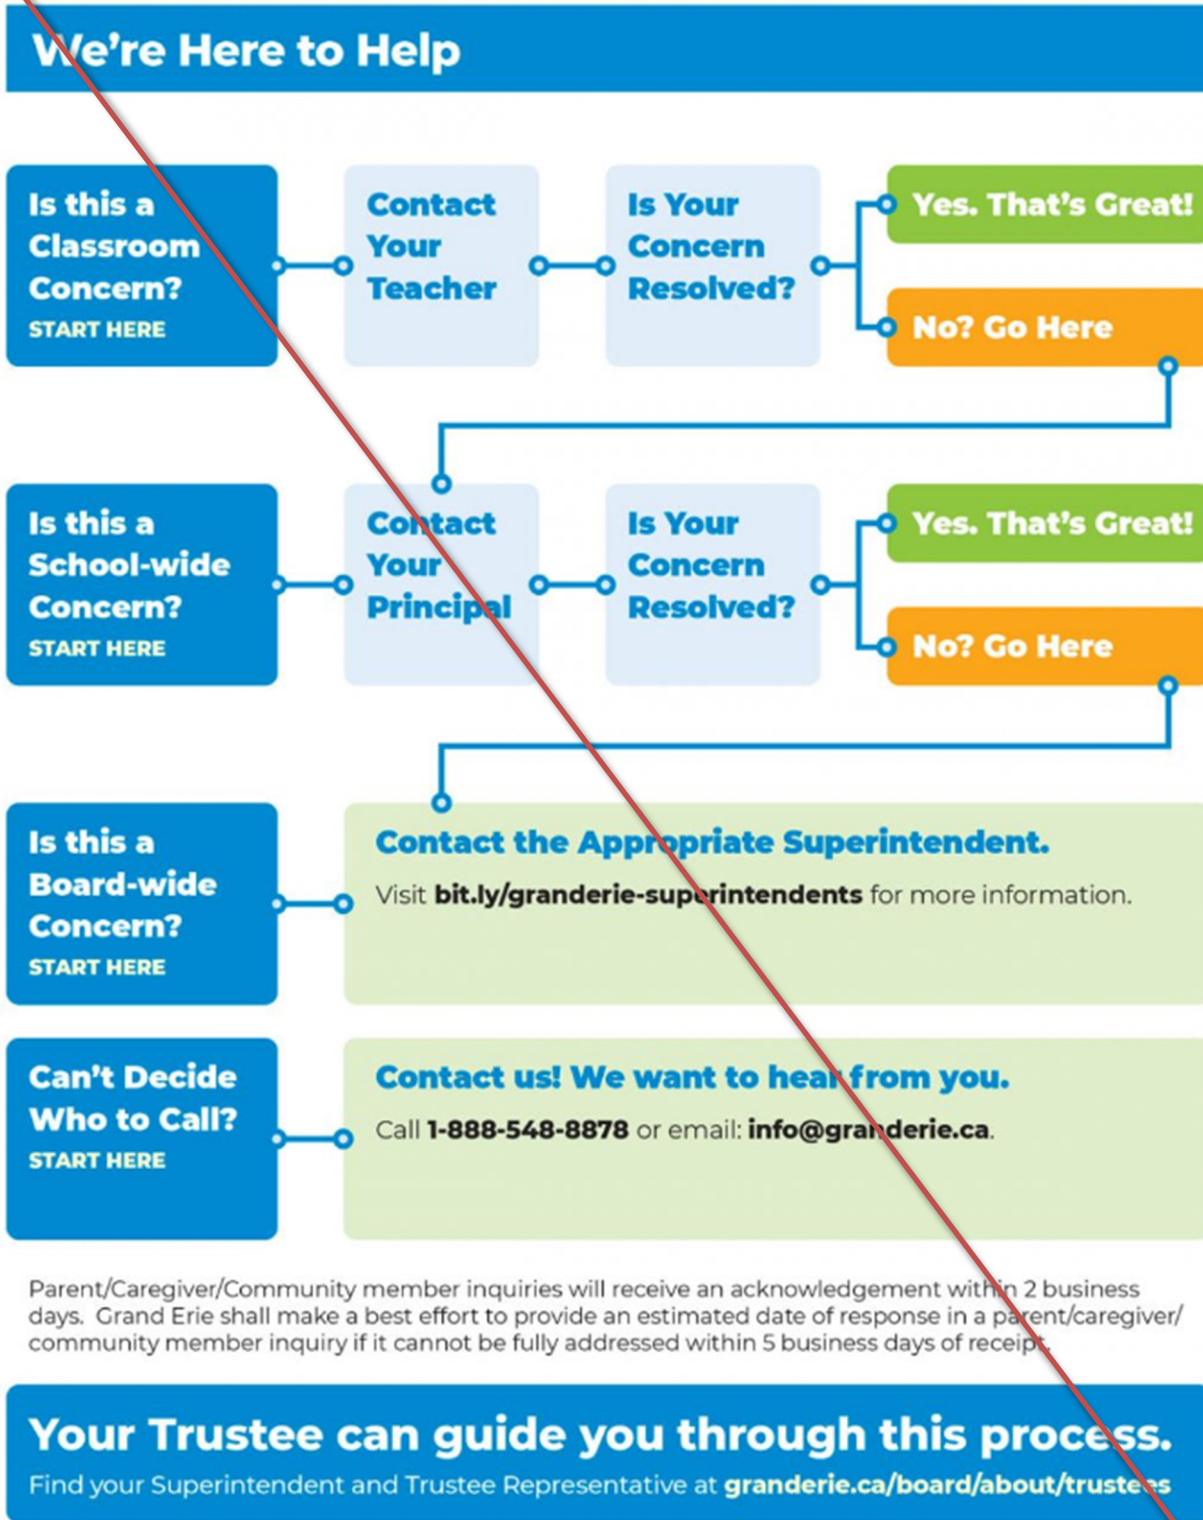 We're Here to Help
Is this a
Classroom
Concern?
START HERE
Contact
Your
Teacher
Is Your
Concern
Resolved?
Yes. That's Great!
No? Go Here
Is this a
School-wide
Concern?
START HERE
Contact
Your
Principal
Is Your
Concern
Resolved?
Yes. That's Great!
No? Go Here
Is this a
Board-wide
Concern?
START HERE
Contact the Appropriate Superintendent.
Visit bit.ly/granderie-superintendents for more information.
Can't Decide
Who to Call?
START HERE
Contact us! We want to hear from you.
Call 1-888-548-8878 or email: info@granderie.ca.
Parent/Caregiver/Community member inquiries will receive an acknowledgement within 2 business
days. Grand Erie shall make a best effort to provide an estimated date of response in a parent/caregiver/
community member inquiry if it cannot be fully addressed within 5 business days of receipt.
Your Trustee can guide you through this process.
Find your Superintendent and Trustee Representative at granderie.ca/board/about/trustees